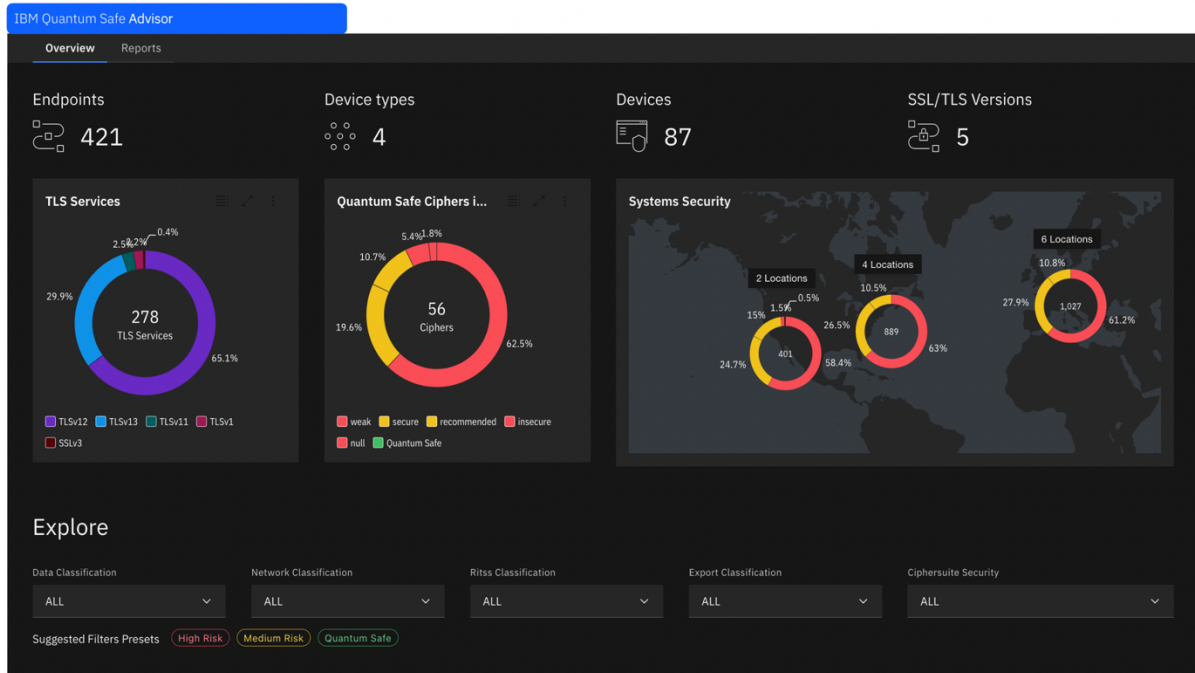 IBM Quantum Safe Advisor
Overview Reports
Endpoints
421
Device types
4
Devices
87
SSL/TLS Versions
5
TLS Services
0.4%
2.5% 2.2%
29.9%
278
TLS Services
65.1%
TLSv12 TLSv13 TLSv11 TLSv1
SSLv3
Quantum Safe Ciphers i...
5.4% 1.8%
10.7%
19.6%
56
Ciphers
62.5%
weak secure recommended insecure
null Quantum Safe
Systems Security
2 Locations
15% 1.5% 0.5%
24.7%
401
58.4%
4 Locations
10.5%
26.5%
889
63%
6 Locations
10.8%
27.9%
1,027
61.2%
Explore
Data Classification
ALL
Network Classification
ALL
Ritss Classification
ALL
Export Classification
ALL
Ciphersuite Security
ALL
Suggested Filters Presets High Risk Medium Risk Quantum Safe